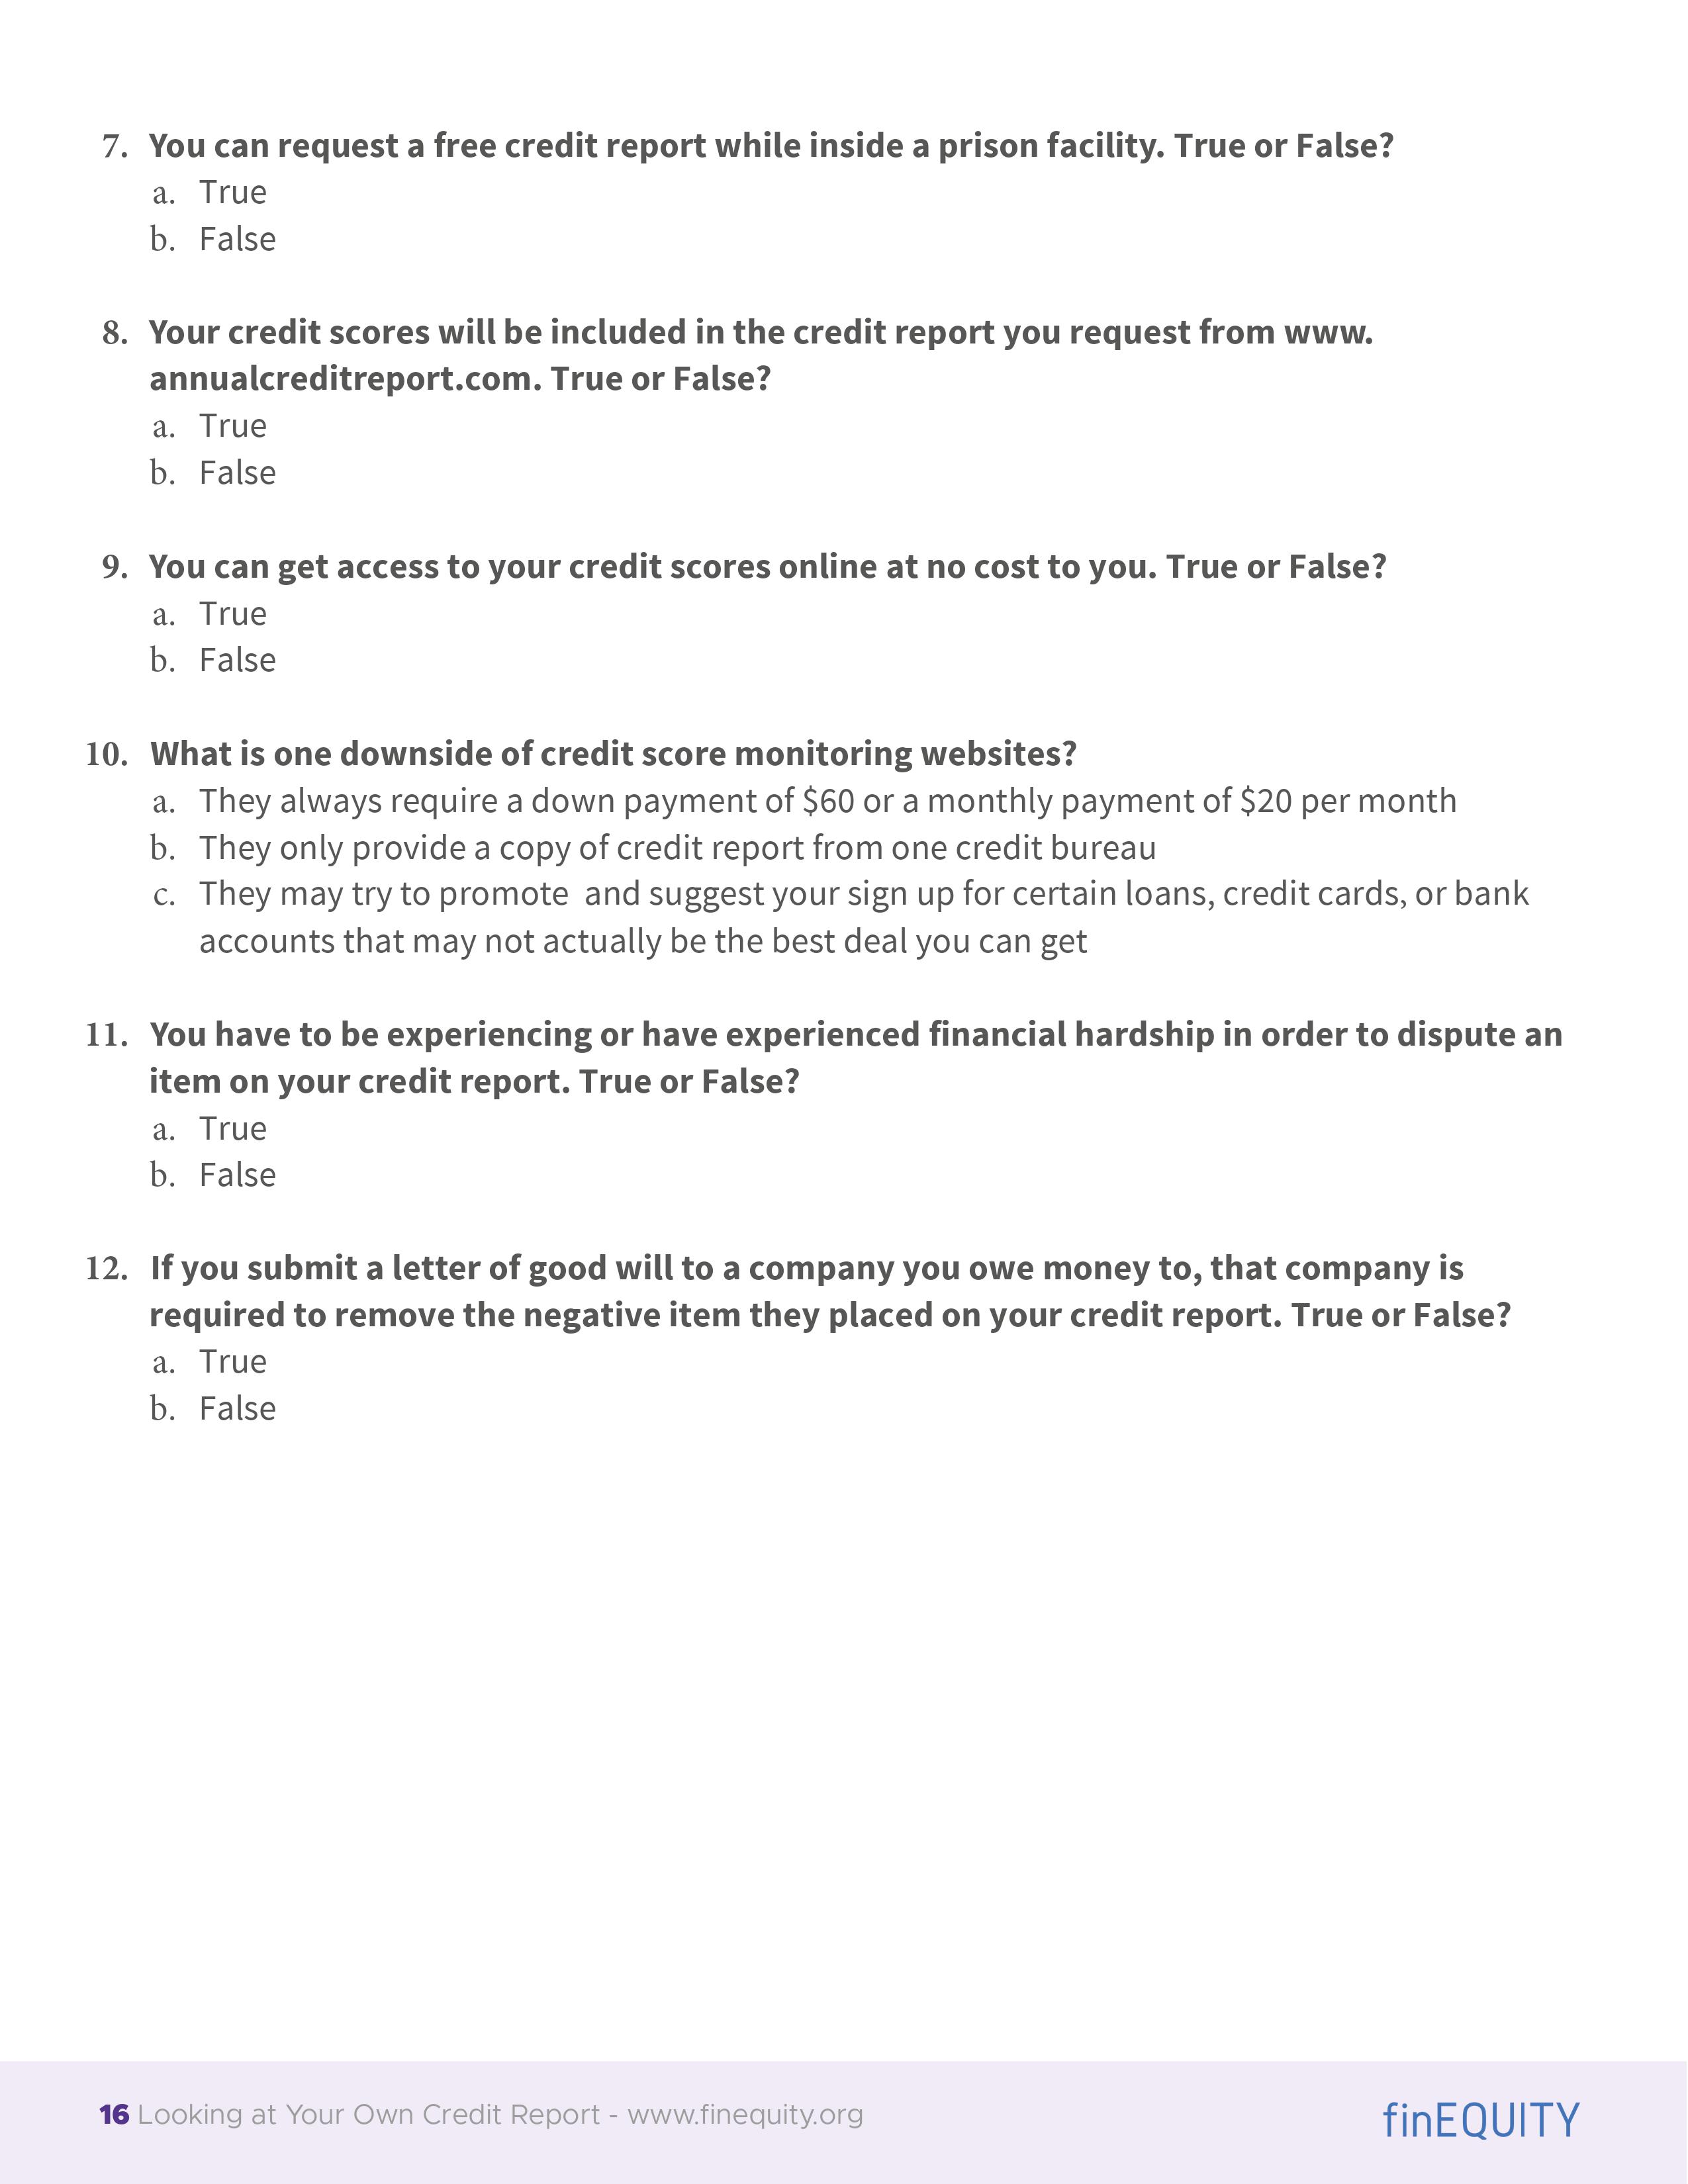 7. You can request a free credit report while inside a prison facility. True or False?
a. True
b. False
8. Your credit scores will be included in the credit report you request from www.
annualcreditreport.com. True or False?
a. True
b. False
9. You can get access to your credit scores online at no cost to you. True or False?
a. True
b. False
10. What is one downside of credit score monitoring websites?
a. They always require a down payment of $60 or a monthly payment of $20 per month
b. They only provide a copy of credit report from one credit bureau
c. They may try to promote  and suggest your sign up for certain loans, credit cards, or bank
accounts that may not actually be the best deal you can get
11. You have to be experiencing or have experienced financial hardship in order to dispute an
item on your credit report. True or False?
a. True
b. False
12. If you submit a letter of good will to a company you owe money to, that company is
required to remove the negative item they placed on your credit report. True or False?
a. True
b. False
16 Looking at Your Own Credit Report - www.finequity.org
finEQUITY